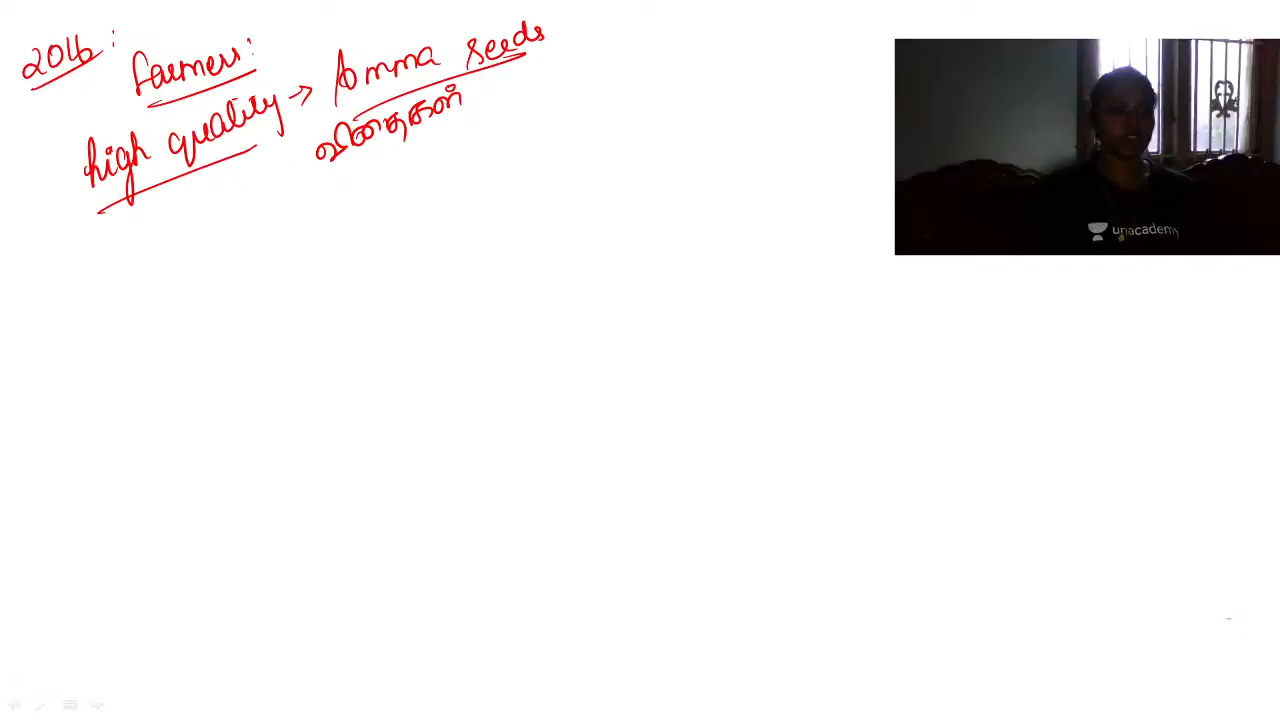 2016 :
Farmers :
high quality → Amma seeds
விதைகள்
unacademy